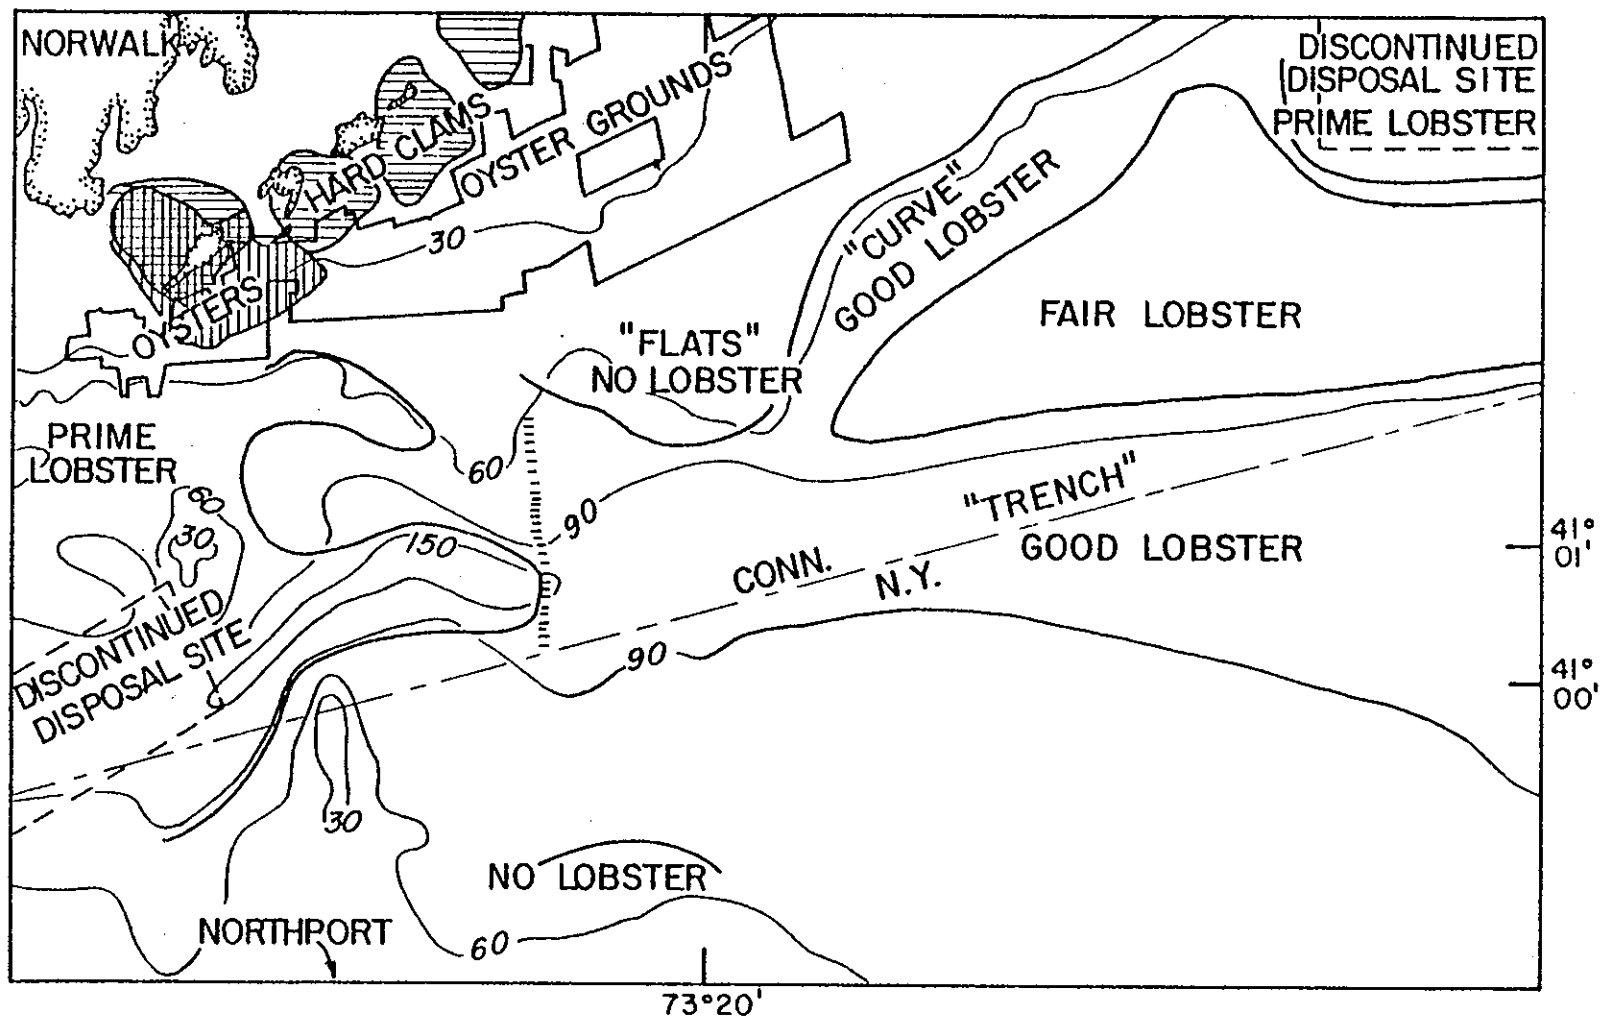 NORWALK
DISCONTINUED
DISPOSAL SITE
PRIME LOBSTER
HARD CLAMS
OYSTER GROUNDS
30
"CURVE"
GOOD LOBSTER
OYSTERS
FAIR LOBSTER
"FLATS"
NO LOBSTER
PRIME
LOBSTER
60
60
30
90
150
"TRENCH"
GOOD LOBSTER
41°
01'
CONN.
N.Y.
DISCONTINUED
DISPOSAL SITE
90
41°
00'
30
NO LOBSTER
NORTHPORT
60
73°20'